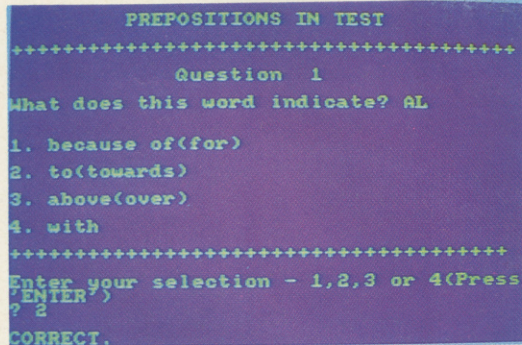 PREPOSITIONS IN TEST
++++++++++++++++++++++++++++++++++++++++
Question 1
What does this word indicate? AL
1. because of(for)
2. to(towards)
3. above(over)
4. with
++++++++++++++++++++++++++++++++++++++++
Enter your selection - 1,2,3 or 4(Press
'ENTER')
? 2
CORRECT.